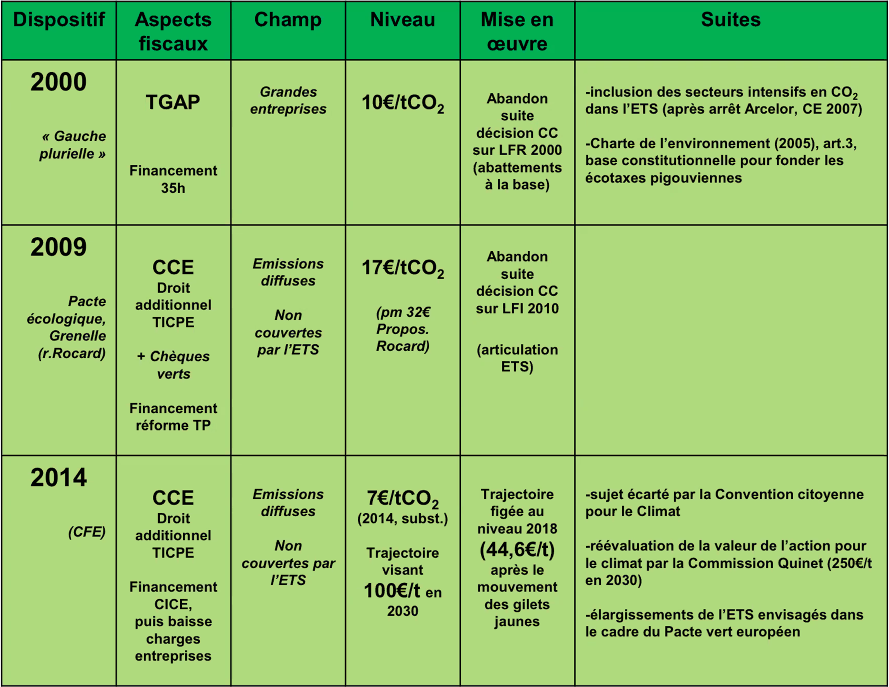 Dispositif
Aspects
fiscaux
Champ
Niveau
Mise en
œuvre
Suites
2000
« Gauche
plurielle »
TGAP
Financement
35h
Grandes
entreprises
10€/tCO₂
Abandon
suite
décision CC
sur LFR 2000
(abattements
à la base)
-inclusion des secteurs intensifs en CO₂
dans l’ETS (après arrêt Arcelor, CE 2007)
-Charte de l’environnement (2005), art.3,
base constitutionnelle pour fonder les
écotaxes pigouviennes
2009
Pacte
écologique,
Grenelle
(r.Rocard)
CCE
Droit
additionnel
TICPE
+ Chèques
verts
Financement
réforme TP
Emissions
diffuses
Non
couvertes
par l’ETS
17€/tCO₂
(pm 32€
Propos.
Rocard)
Abandon
suite
décision CC
sur LFI 2010
(articulation
ETS)
2014
(CFE)
CCE
Droit
additionnel
TICPE
Financement
CICE,
puis baisse
charges
entreprises
Emissions
diffuses
Non
couvertes par
l’ETS
7€/tCO₂
(2014, subst.)
Trajectoire
visant
100€/t en
2030
Trajectoire
figée au
niveau 2018
(44,6€/t)
après le
mouvement
des gilets
jaunes
-sujet écarté par la Convention citoyenne
pour le Climat
-réévaluation de la valeur de l’action pour
le climat par la Commission Quinet (250€/t
en 2030)
-élargissements de l’ETS envisagés dans
le cadre du Pacte vert européen